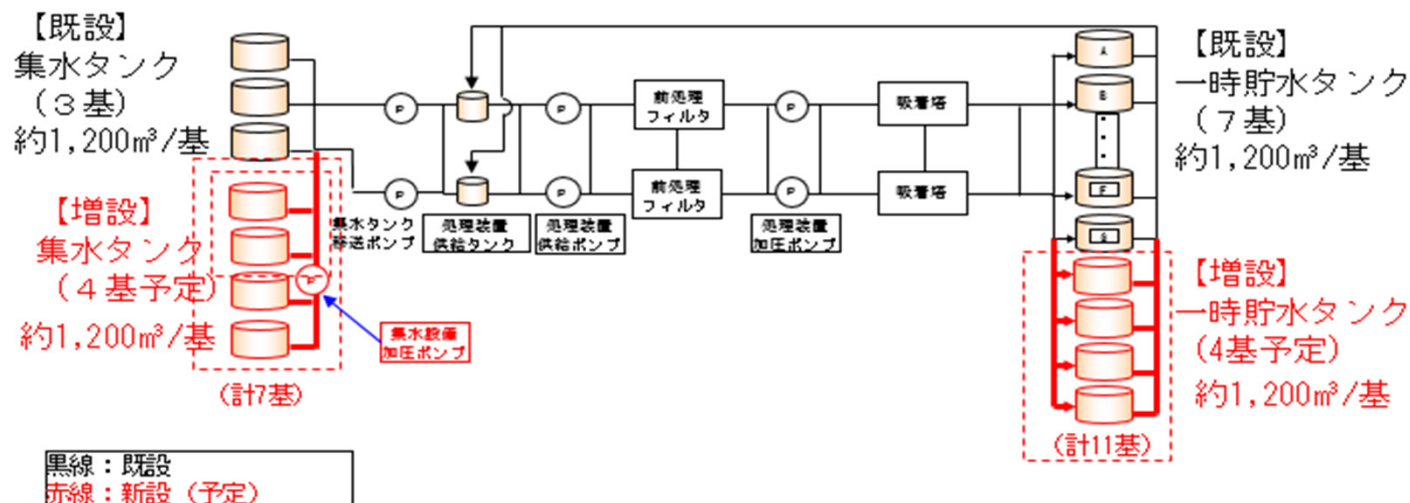 【既設】
集水タンク
(3基)
約1,200m³/基
【増設】
集水タンク
(4基予定)
約1,200m³/基
(計7基)
P
P
P
集水タンク
移送ポンプ
集水設備
加圧ポンプ
処理装置
供給タンク
P
P
処理装置
供給ポンプ
前処理
フィルタ
前処理
フィルタ
P
P
処理装置
加圧ポンプ
吸着塔
吸着塔
A
B
F
G
【既設】
一時貯水タンク
(7基)
約1,200m³/基
【増設】
一時貯水タンク
(4基予定)
約1,200m³/基
(計11基)
黒線:既設
赤線:新設(予定)